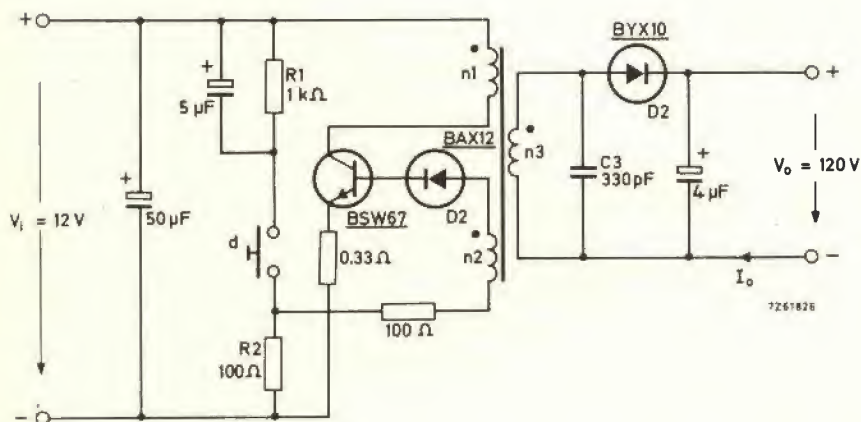 +
BYX10
+
+
R1
1 kΩ
n1
5 µF
BAX12
D2
+
n3
C3
330 pF
+
4 µF
V₀ = 120 V
Vᵢ = 12 V
+
50 µF
BSW67
D2
d
0.33 Ω
n2
I₀
-
7Z61826
100 Ω
R2
100 Ω
-